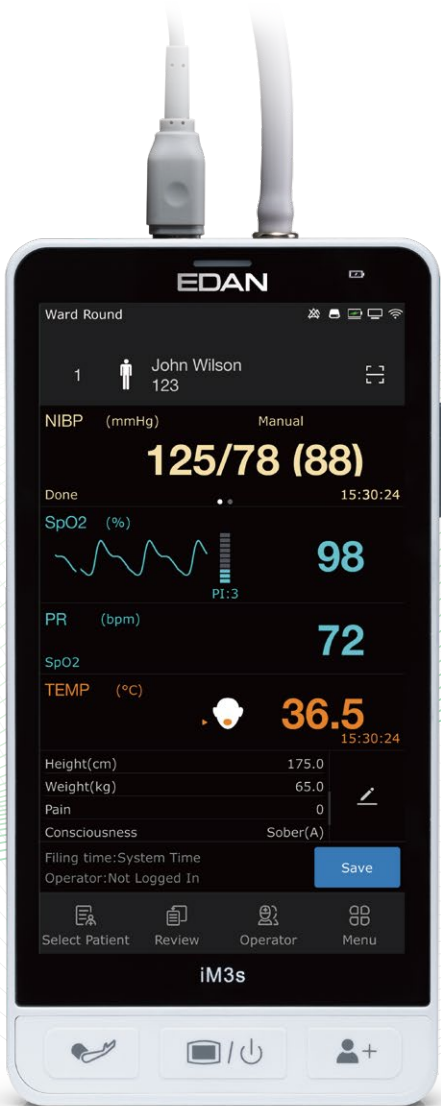 EDAN
Ward Round
1
John Wilson
123
NIBP (mmHg) Manual
125/78 (88)
Done 15:30:24
SpO2 (%)
98
PI:3
PR (bpm)
72
SpO2
TEMP (°C)
36.5
15:30:24
Height(cm) 175.0
Weight(kg) 65.0
Pain 0
Consciousness Sober(A)
Filing time:System Time
Operator:Not Logged In
Save
Select Patient Review Operator Menu
iM3s
/
+